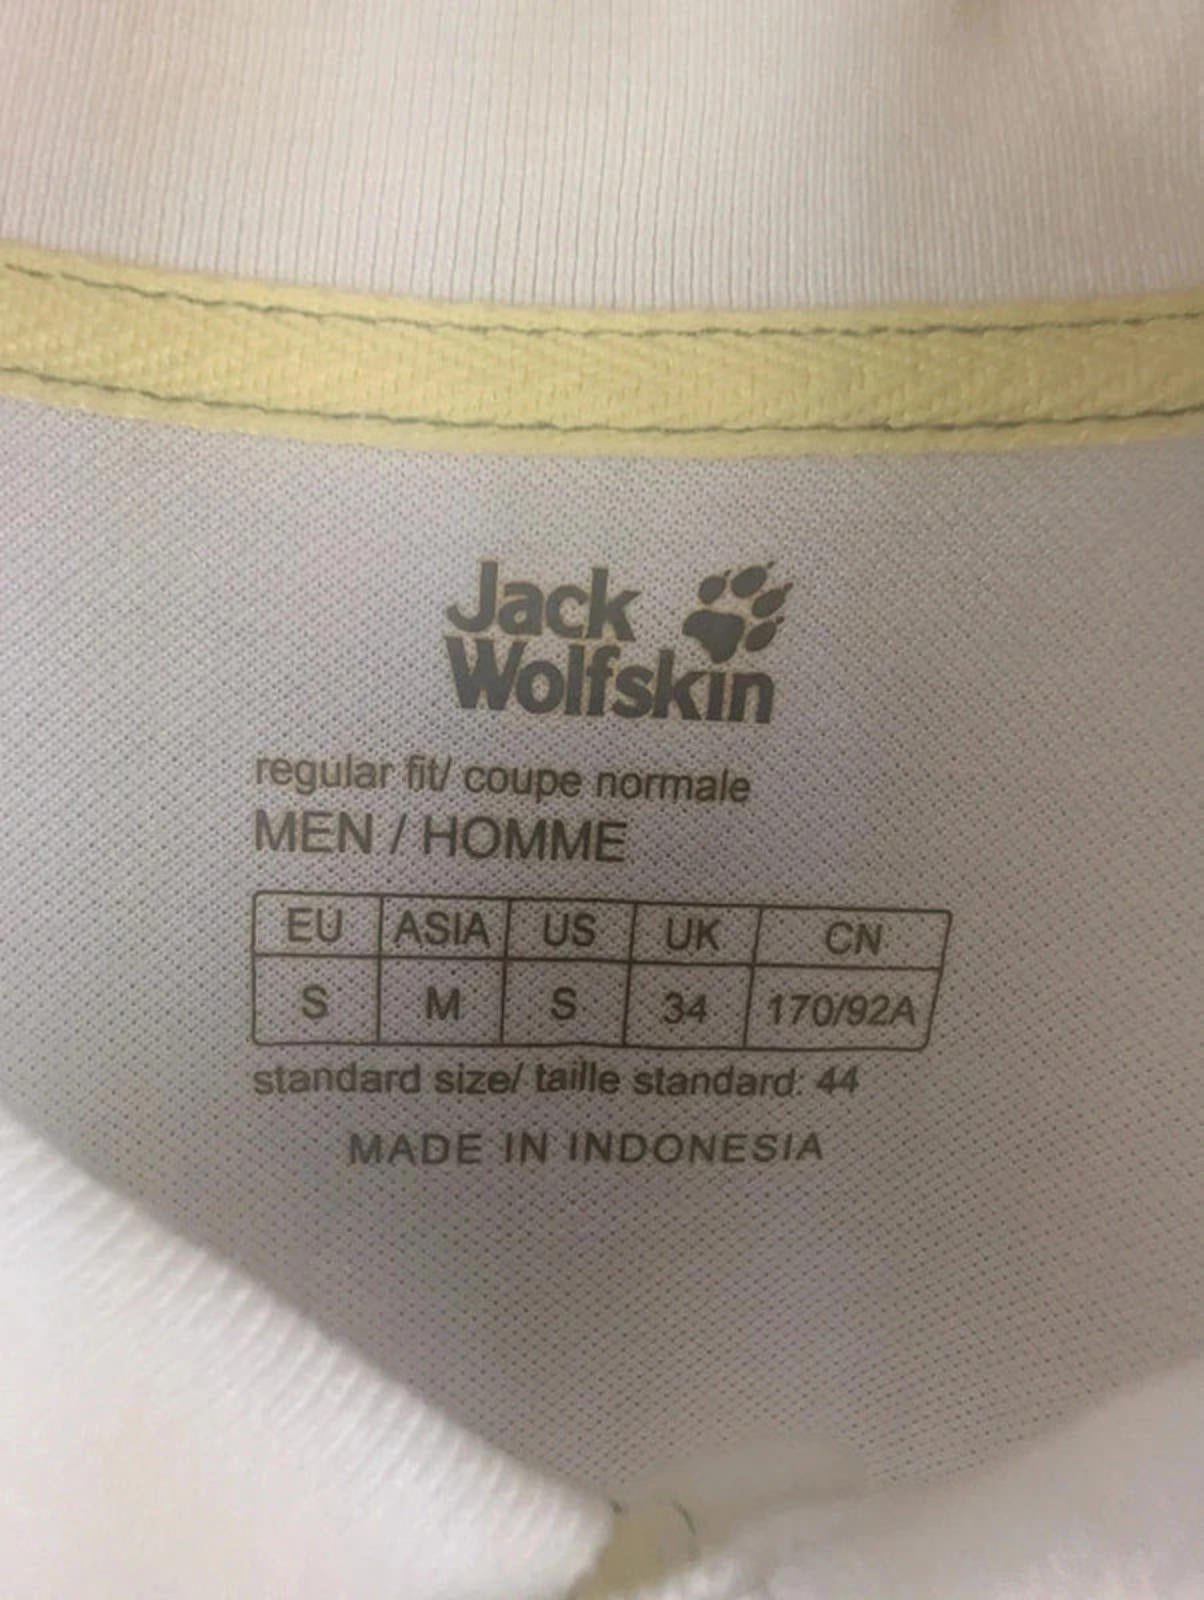 Jack
Wolfskin
regular fit/ coupe normale
MEN / HOMME
EU ASIA US UK CN
S M S 34 170/92A
standard size/ taille standard: 44
MADE IN INDONESIA